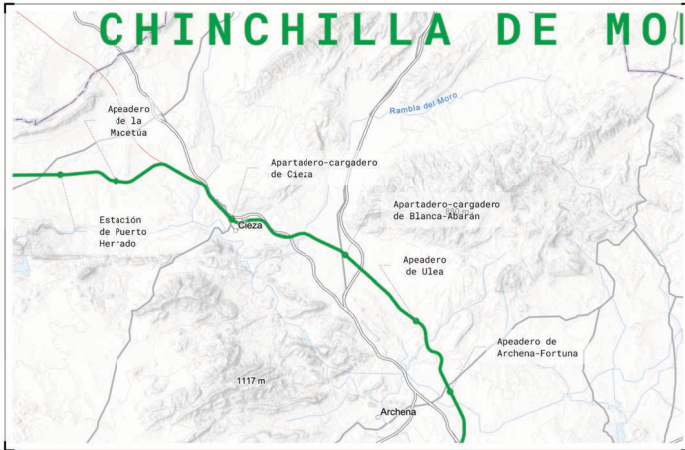 CHINCHILLA DE MO
Rambla del Moro
Apeadero
de la
Macetúa
Apartadero-cargadero
de Cieza
Estación
de Puerto
Herrado
Cieza
Apartadero-cargadero
de Blanca-Abarán
Apeadero
de Ulea
Apeadero de
Archena-Fortuna
1117 m
Archena